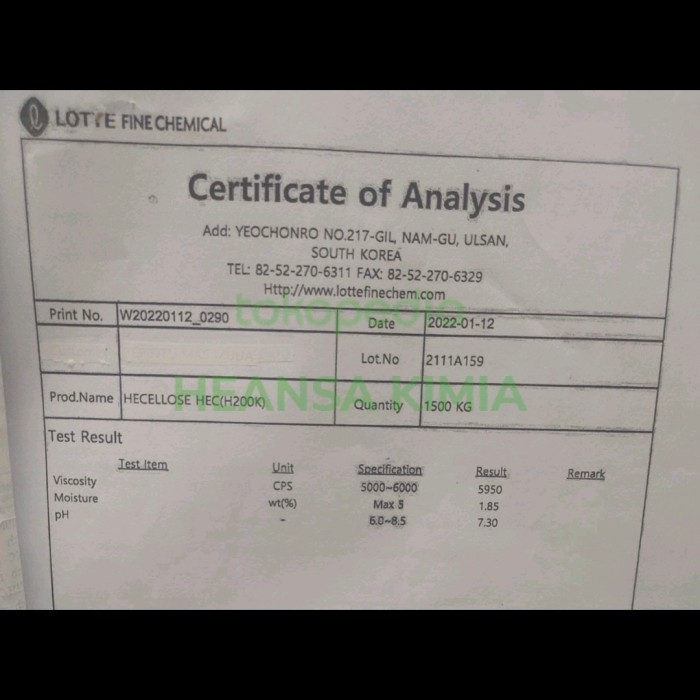 LOTTE FINE CHEMICAL
Certificate of Analysis
Add: YEOCHONRO NO.217-GIL, NAM-GU, ULSAN,
SOUTH KOREA
TEL: 82-52-270-6311 FAX: 82-52-270-6329
Http://www.lottefinechem.com
tokopedia
Print No. W20220112_0290 Date 2022-01-12
Lot.No 2111A159
HEANSA KIMIA
Prod.Name HECELLOSE HEC(H200K) Quantity 1500 KG
Test Result
Test Item Unit Specification Result Remark
Viscosity CPS 5000~6000 5950
Moisture wt(%) Max 5 1.85
pH - 6.0~8.5 7.30